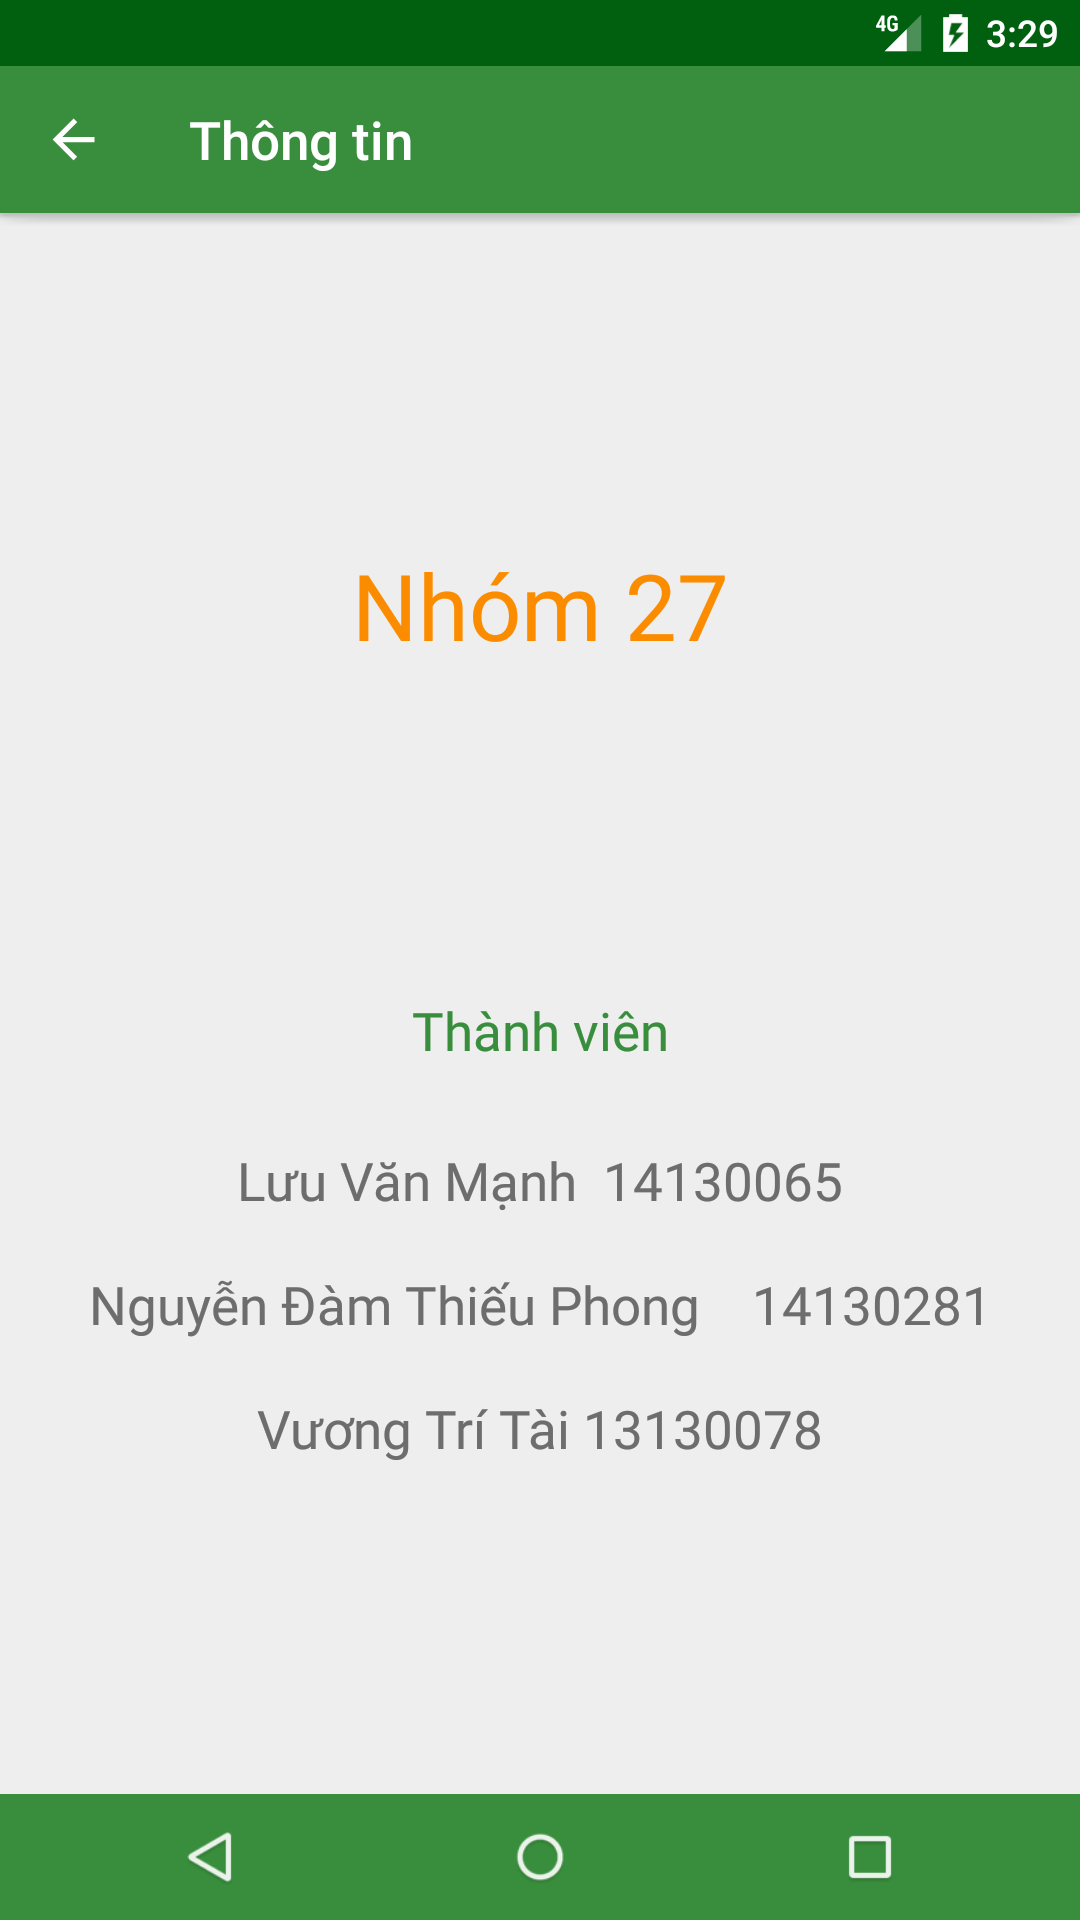 4G 3:29
Thông tin
Nhóm 27
Thành viên
Lưu Văn Mạnh 14130065
Nguyễn Đàm Thiếu Phong 14130281
Vương Trí Tài 13130078